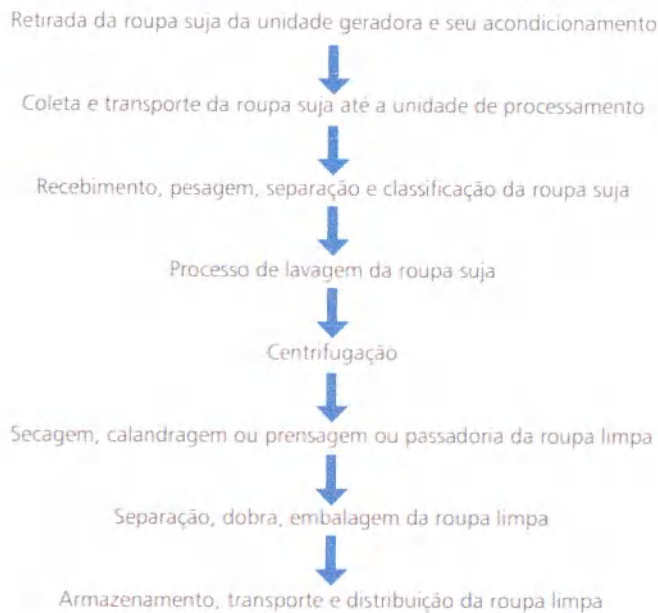 Retirada da roupa suja da unidade geradora e seu acondicionamento
Coleta e transporte da roupa suja até a unidade de processamento
Recebimento, pesagem, separação e classificação da roupa suja
Processo de lavagem da roupa suja
Centrifugação
Secagem, calandragem ou prensagem ou passadoria da roupa limpa
Separação, dobra, embalagem da roupa limpa
Armazenamento, transporte e distribuição da roupa limpa